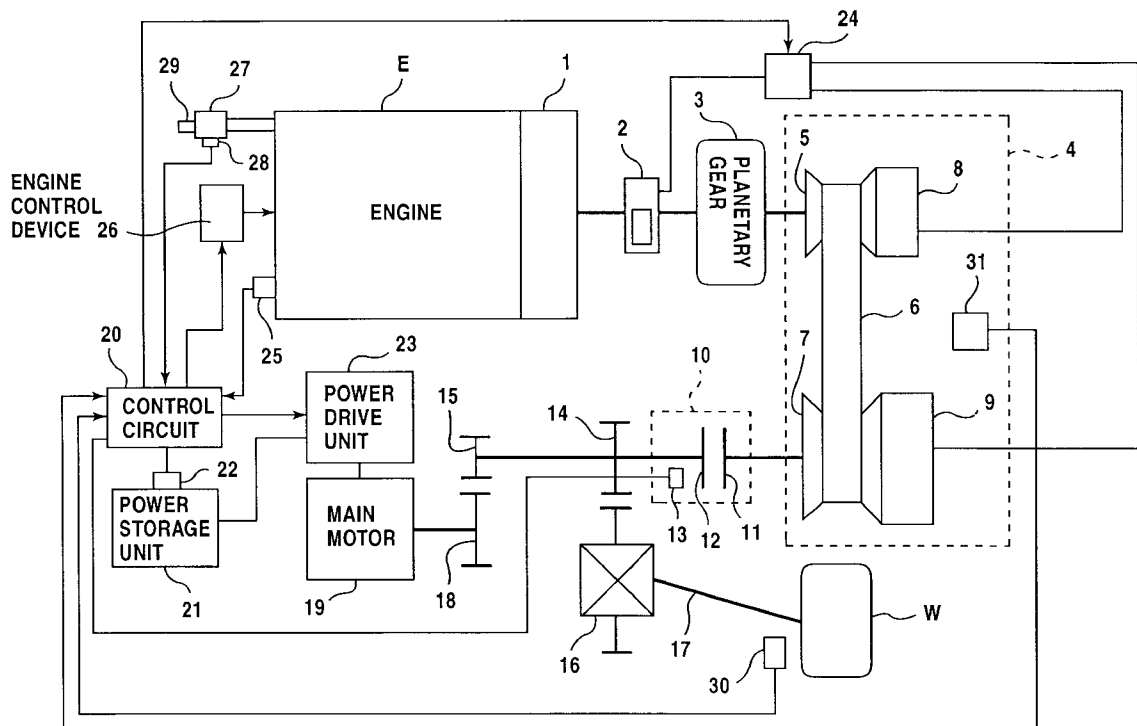 24
E
1
29
27
3
2
28
5
4
8
PLANETARY
GEAR
ENGINE
CONTROL
DEVICE
26
ENGINE
31
6
25
20
23
7
10
CONTROL
CIRCUIT
POWER
DRIVE
UNIT
15
14
9
22
POWER
STORAGE
UNIT
MAIN
MOTOR
13
12
11
21
19
18
16
17
W
30